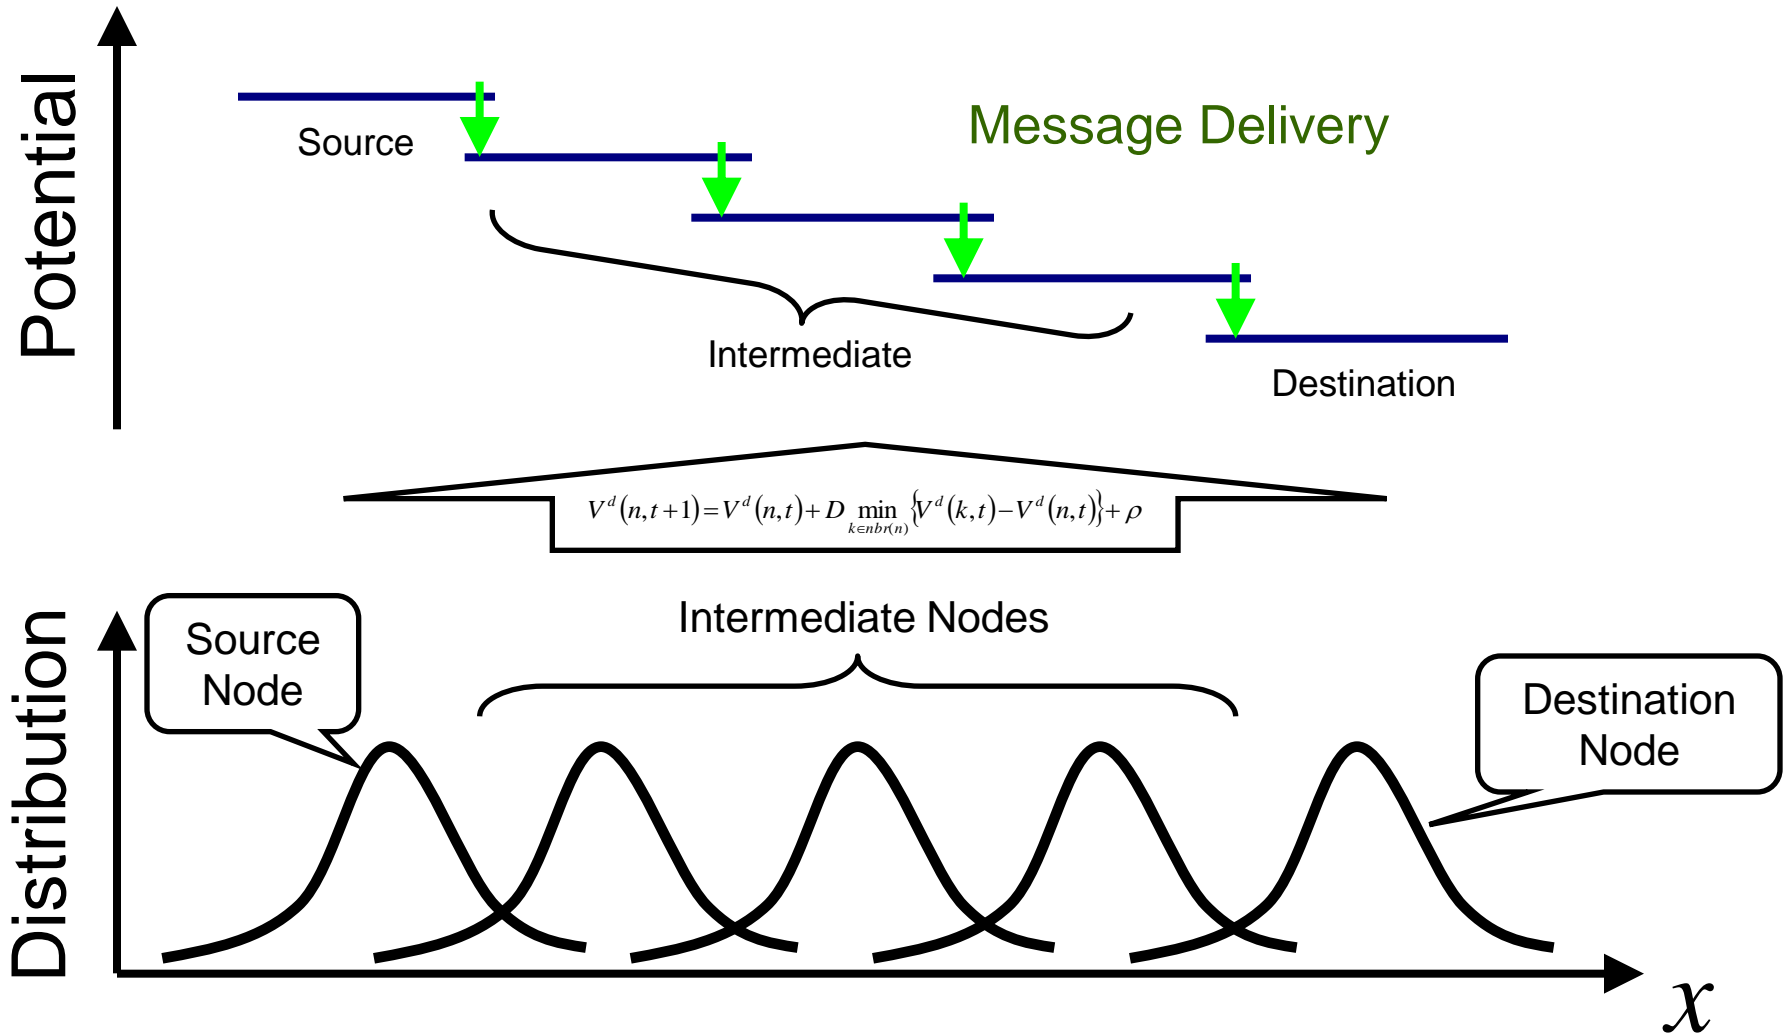 Potential
Source
Message Delivery
Intermediate
Destination
V^d(n,t+1)=V^d(n,t)+D min_{k∈nbr(n)}{V^d(k,t)−V^d(n,t)}+ρ
Distribution
Source
Node
Intermediate Nodes
Destination
Node
x